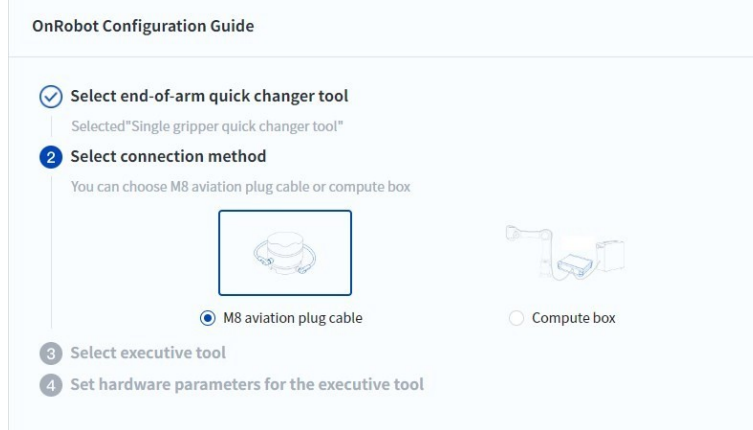 OnRobot Configuration Guide
Select end-of-arm quick changer tool
Selected"Single gripper quick changer tool"
2 Select connection method
You can choose M8 aviation plug cable or compute box
M8 aviation plug cable
Compute box
3 Select executive tool
4 Set hardware parameters for the executive tool